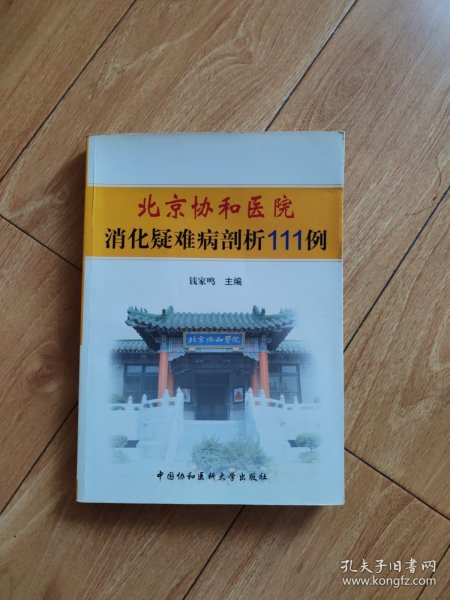 北京协和医院
消化疑难病剖析111例
钱家鸣 主编
北京协和醫院
中国协和医科大学出版社
孔夫子旧书网
www.kongfz.com